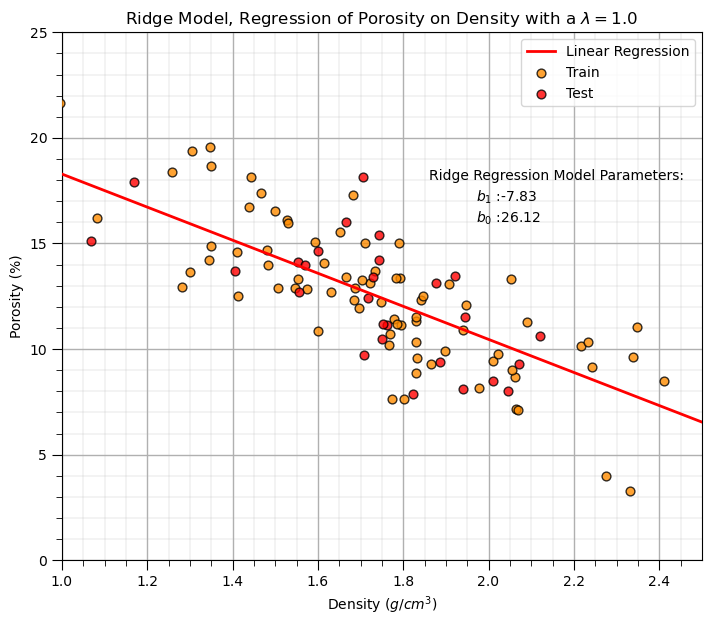 Ridge Model, Regression of Porosity on Density with a λ = 1.0
25
20
15
10
5
0
Porosity (%)
Linear Regression
Train
Test
Ridge Regression Model Parameters:
b₁ :-7.83
b₀ :26.12
1.0 1.2 1.4 1.6 1.8 2.0 2.2 2.4
Density (g/cm³)